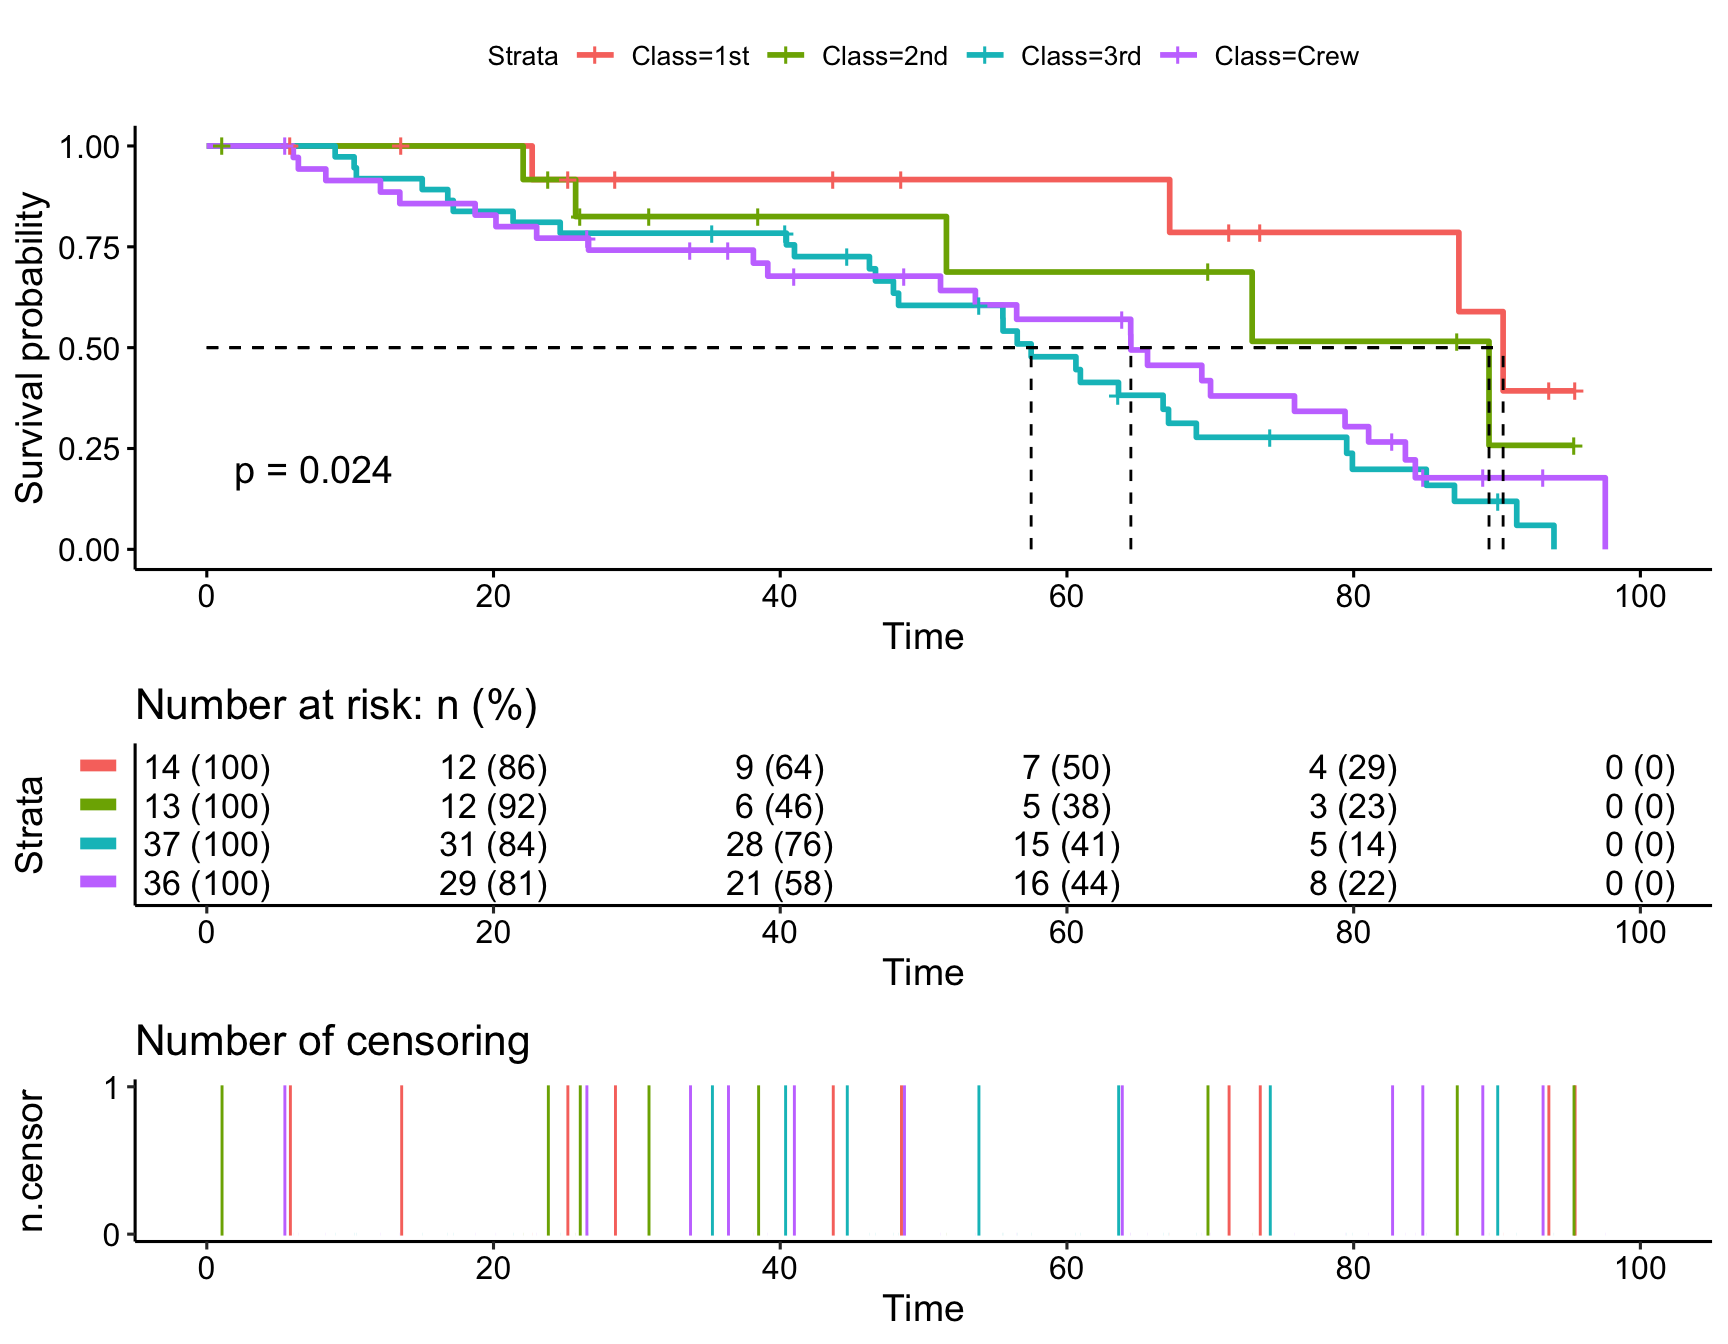 Strata Class=1st Class=2nd Class=3rd Class=Crew
1.00
0.75
0.50
0.25
0.00
Survival probability
p = 0.024
0 20 40 60 80 100
Time
Number at risk: n (%)
Strata
14 (100) 12 (86) 9 (64) 7 (50) 4 (29) 0 (0)
13 (100) 12 (92) 6 (46) 5 (38) 3 (23) 0 (0)
37 (100) 31 (84) 28 (76) 15 (41) 5 (14) 0 (0)
36 (100) 29 (81) 21 (58) 16 (44) 8 (22) 0 (0)
0 20 40 60 80 100
Time
Number of censoring
n.censor
1
0
0 20 40 60 80 100
Time